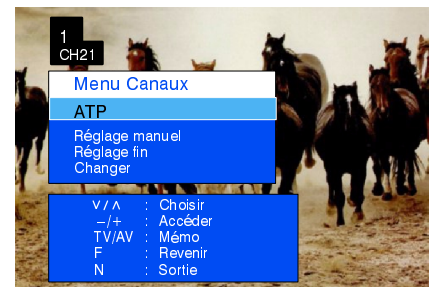 1
CH21
Menu Canaux
ATP
Réglage manuel
Réglage fin
Changer
∨/∧ : Choisir
–/+ : Accéder
TV/AV : Mémo
F : Revenir
N : Sortie